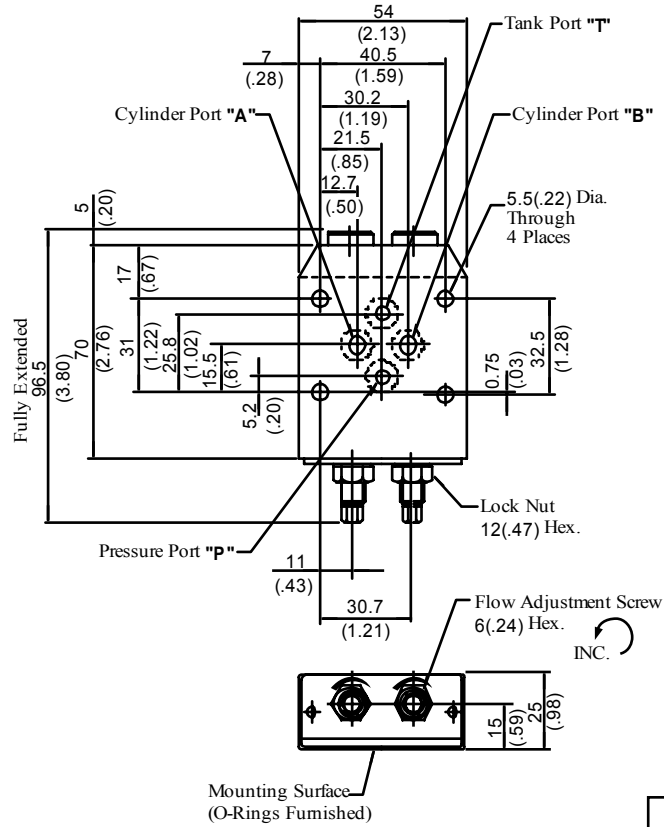 54
(2.13)
Tank Port "T"
7
(.28)
40.5
(1.59)
30.2
(1.19)
Cylinder Port "A"
Cylinder Port "B"
21.5
(.85)
12.7
(.50)
5
(.20)
5.5(.22) Dia.
Through
4 Places
17
(.67)
Fully Extended
96.5
(3.80)
70
(2.76)
31
(1.22)
25.8
(1.02)
15.5
(.61)
5.2
(.20)
0.75
(.03)
32.5
(1.28)
Lock Nut
12(.47) Hex.
Pressure Port "P"
11
(.43)
30.7
(1.21)
Flow Adjustment Screw
6(.24) Hex.
INC.
15
(.59)
25
(.98)
Mounting Surface
(O-Rings Furnished)